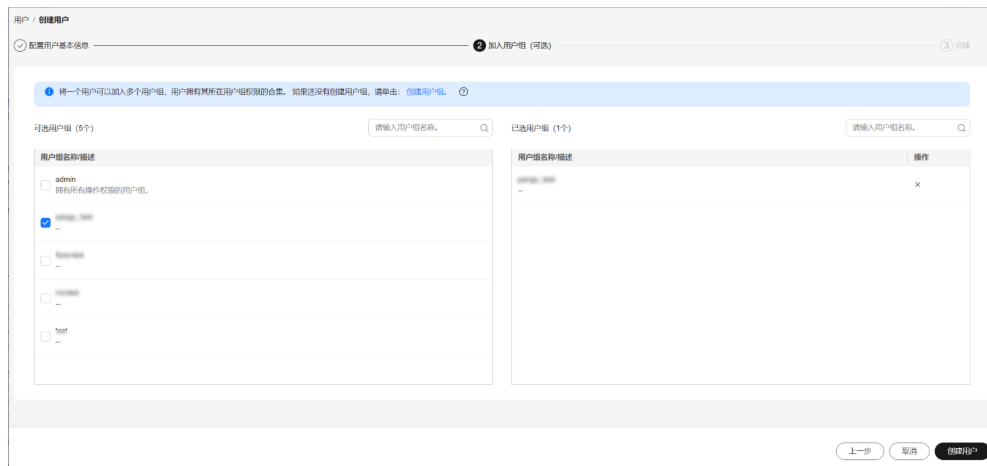 用户 / 创建用户
配置用户基本信息
2 加入用户组 (可选)
3 完成
将一个用户可以加入多个用户组，用户拥有其所在用户组权限的合集。如果还没有创建用户组，请单击：创建用户组。
可选用户组 (5个)
请输入用户组名称。
已选用户组 (1个)
请输入用户组名称。
用户组名称/描述
用户组名称/描述
操作
admin
拥有所有操作权限的用户组。
--
--
--
--
test
--
上一步
取消
创建用户